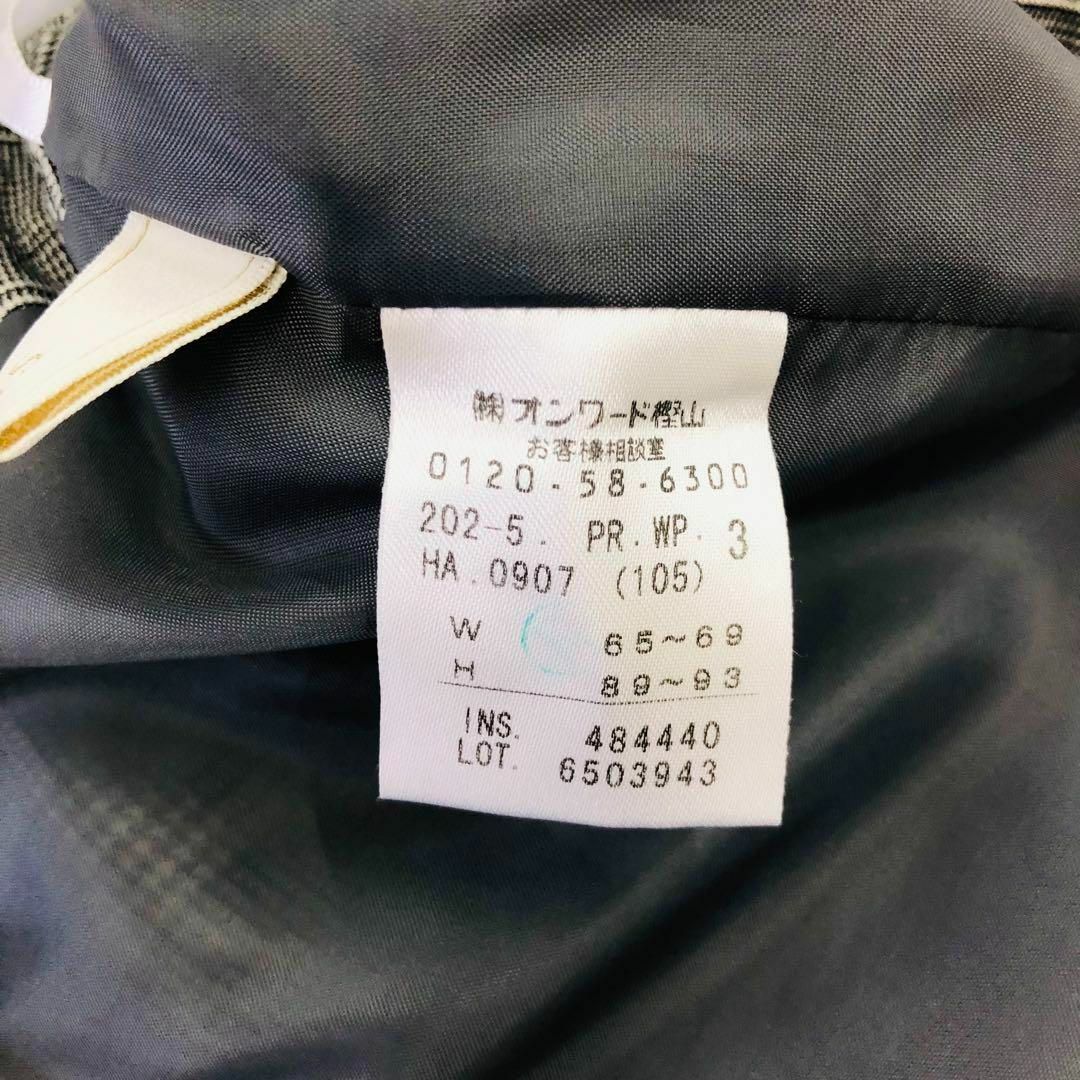 ㈱オンワード樫山
お客様相談室
0120-58-6300
202-5. PR.WP. 3
HA.0907 (105)
W 65~69
H 89~93
INS. 484440
LOT. 6503943